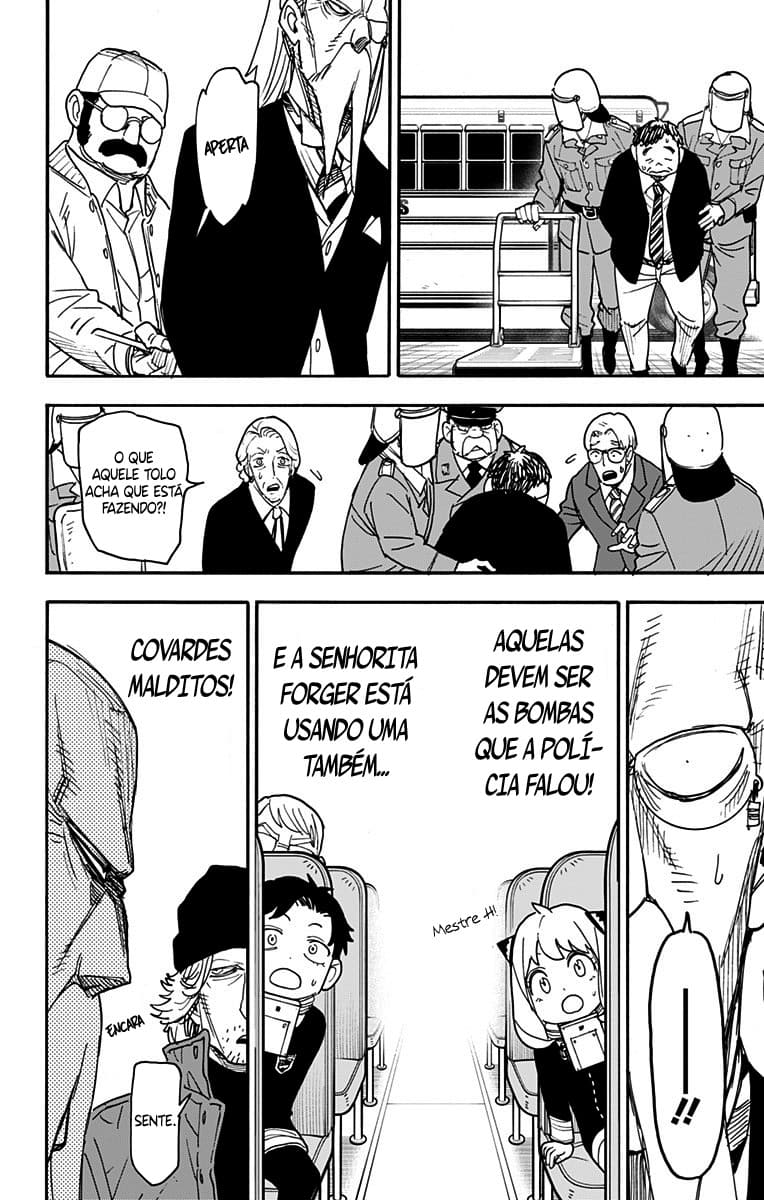 APERTA
S
O QUE
AQUELE TOLO
ACHA QUE ESTÁ
FAZENDO?!
AQUELAS
DEVEM SER
AS BOMBAS
QUE A POLÍ-
CIA FALOU!
E A SENHORITA
FORGER ESTÁ
USANDO UMA
TAMBÉM...
COVARDES
MALDITOS!
Mestre H!
!!
ENCARA
SENTE.